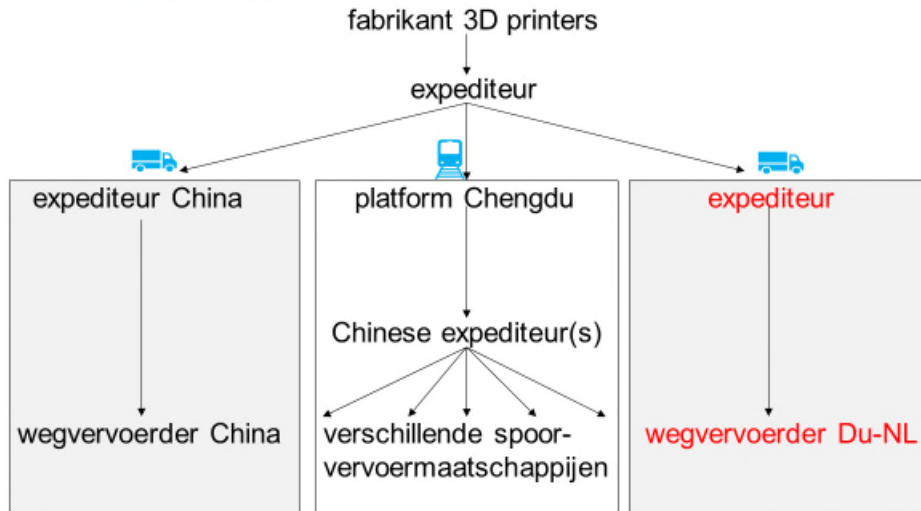 fabrikant 3D printers
expediteur
expediteur China
platform Chengdu
expediteur
Chinese expediteur(s)
wegvervoerder China
verschillende spoor-
vervoermaatschappijen
wegvervoerder Du-NL